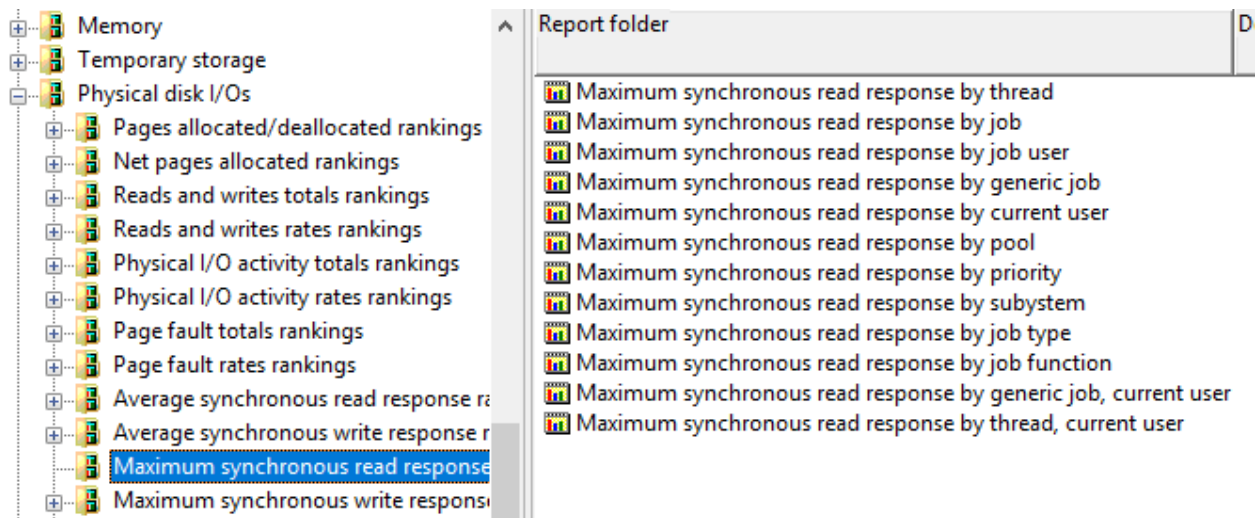 Memory
Temporary storage
Physical disk I/Os
Pages allocated/deallocated rankings
Net pages allocated rankings
Reads and writes totals rankings
Reads and writes rates rankings
Physical I/O activity totals rankings
Physical I/O activity rates rankings
Page fault totals rankings
Page fault rates rankings
Average synchronous read response ra
Average synchronous write response r
Maximum synchronous read response
Maximum synchronous write response
Report folder
D
Maximum synchronous read response by thread
Maximum synchronous read response by job
Maximum synchronous read response by job user
Maximum synchronous read response by generic job
Maximum synchronous read response by current user
Maximum synchronous read response by pool
Maximum synchronous read response by priority
Maximum synchronous read response by subystem
Maximum synchronous read response by job type
Maximum synchronous read response by job function
Maximum synchronous read response by generic job, current user
Maximum synchronous read response by thread, current user